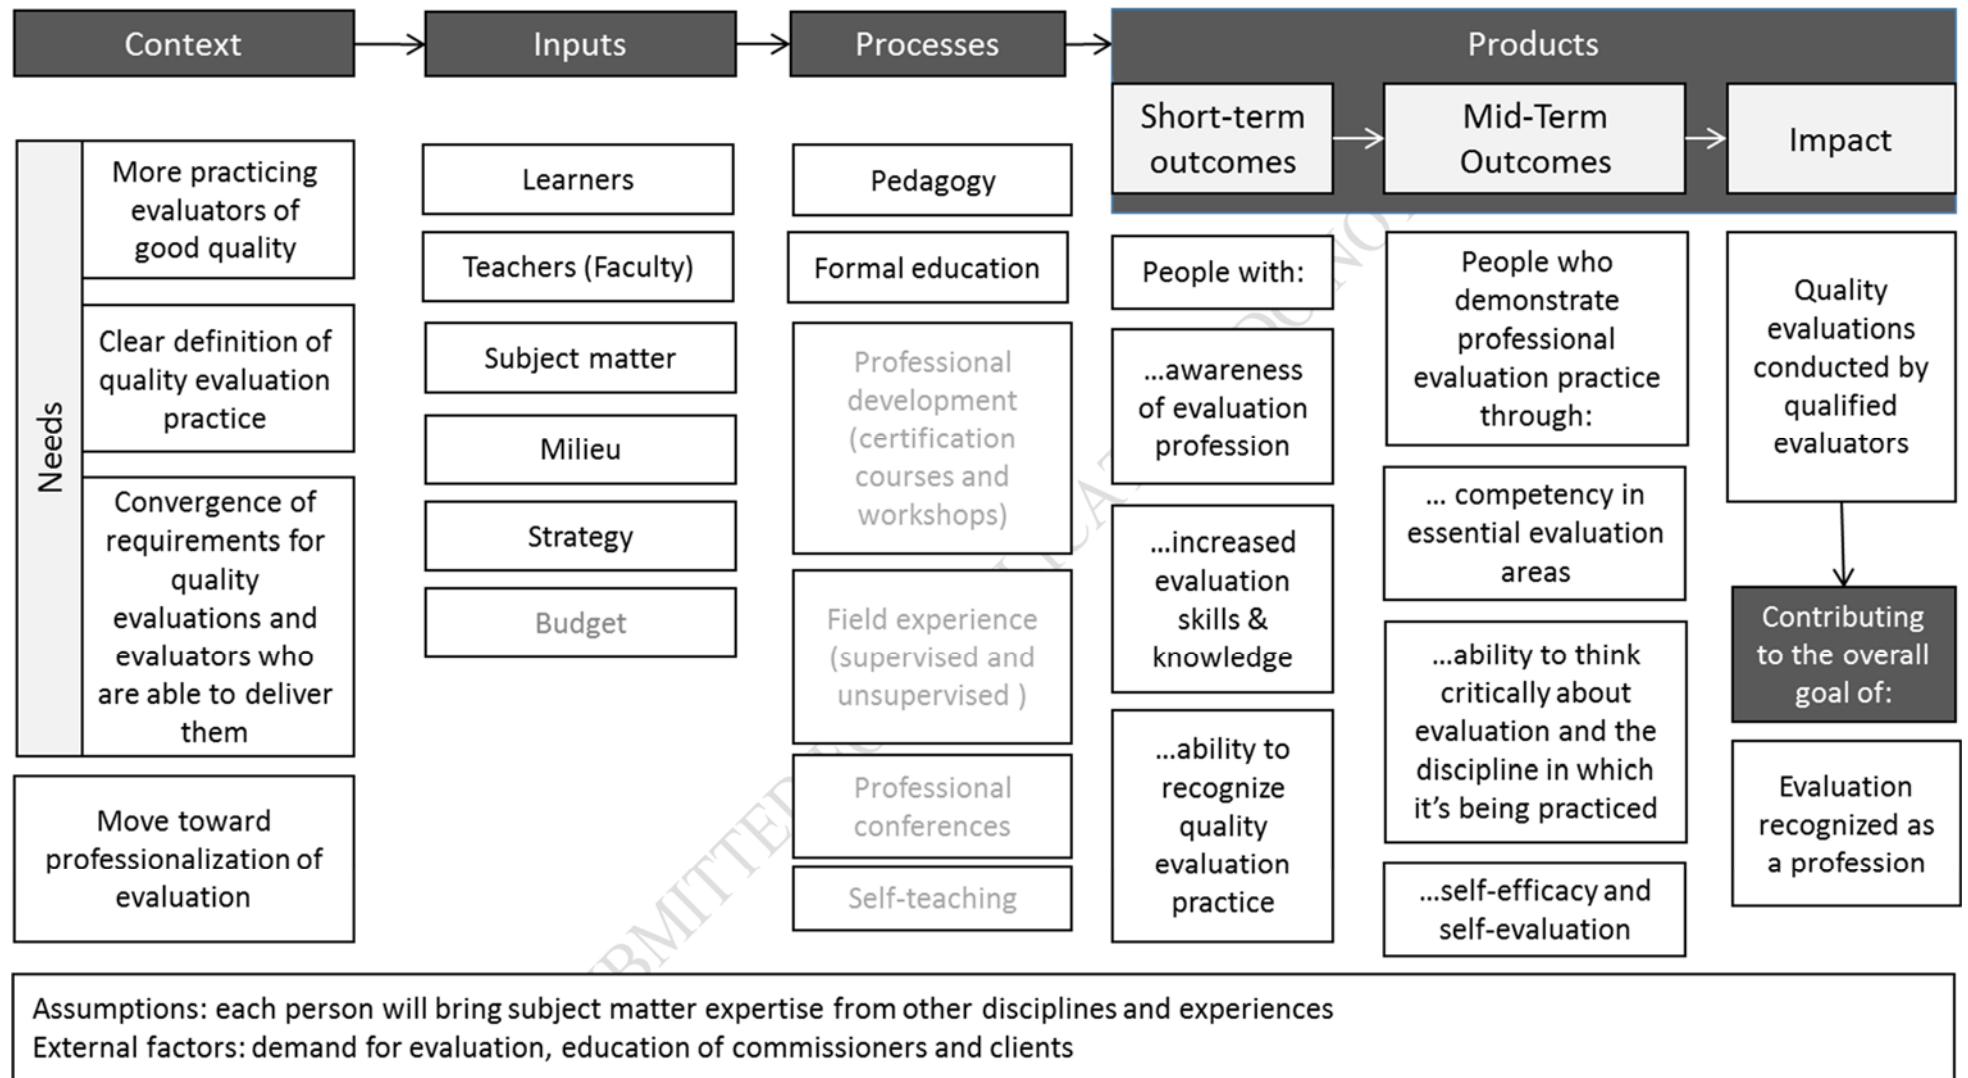 Context
Inputs
Processes
Products
Short-term
outcomes
Mid-Term
Outcomes
Impact
Needs
More practicing
evaluators of
good quality
Clear definition of
quality evaluation
practice
Convergence of
requirements for
quality
evaluations and
evaluators who
are able to deliver
them
Move toward
professionalization of
evaluation
Learners
Teachers (Faculty)
Subject matter
Milieu
Strategy
Budget
Pedagogy
Formal education
Professional
development
(certification
courses and
workshops)
Field experience
(supervised and
unsupervised )
Professional
conferences
Self-teaching
People with:
...awareness
of evaluation
profession
...increased
evaluation
skills &
knowledge
...ability to
recognize
quality
evaluation
practice
People who
demonstrate
professional
evaluation practice
through:
... competency in
essential evaluation
areas
...ability to think
critically about
evaluation and the
discipline in which
it's being practiced
...self-efficacy and
self-evaluation
Quality
evaluations
conducted by
qualified
evaluators
Contributing
to the overall
goal of:
Evaluation
recognized as
a profession
Assumptions: each person will bring subject matter expertise from other disciplines and experiences
External factors: demand for evaluation, education of commissioners and clients